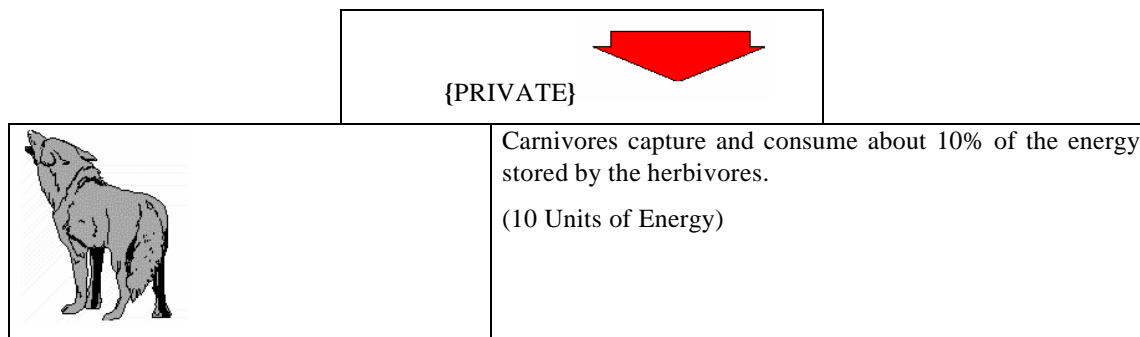 {PRIVATE}
Carnivores capture and consume about 10% of the energy
stored by the herbivores.
(10 Units of Energy)